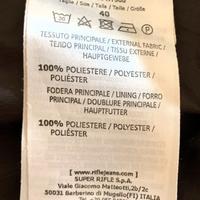 Taglia / Size / Talla / Taille / Größe
40
TESSUTO PRINCIPALE / EXTERNAL FABRIC /
TEJIDO PRINCIPAL / TISSU EXTERNE /
HAUPTGEWEBE
100% POLIESTERE / POLYESTER /
POLIÉSTER
FODERA PRINCIPALE / LINING / FORRO
PRINCIPAL / DOUBLURE PRINCIPALE /
HAUPTFUTTER
100% POLIESTERE / POLYESTER /
POLIÉSTER
[ www.riflejeans.com ]
SUPER RIFLE S.p.A.
Viale Giacomo Matteotti,2b/2c
50031 Barberino di Mugello(FI) ITALIA